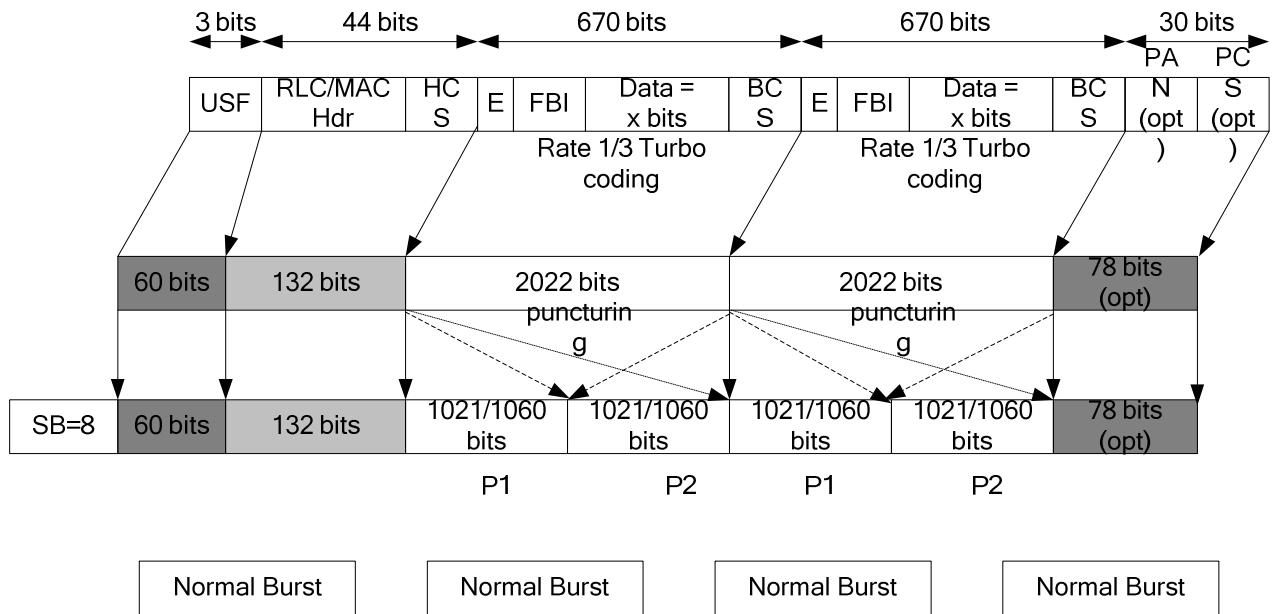 3 bits 44 bits 670 bits 670 bits 30 bits
USF
RLC/MAC
Hdr
HC
S
E
FBI
Data =
x bits
BC
S
E
FBI
Data =
x bits
BC
S
PA
N
(opt
)
PC
S
(opt
)
Rate 1/3 Turbo
coding
Rate 1/3 Turbo
coding
60 bits
132 bits
2022 bits
puncturin
g
2022 bits
puncturin
g
78 bits
(opt)
SB=8
60 bits
132 bits
1021/1060
bits
1021/1060
bits
1021/1060
bits
1021/1060
bits
78 bits
(opt)
P1 P2 P1 P2
Normal Burst Normal Burst Normal Burst Normal Burst